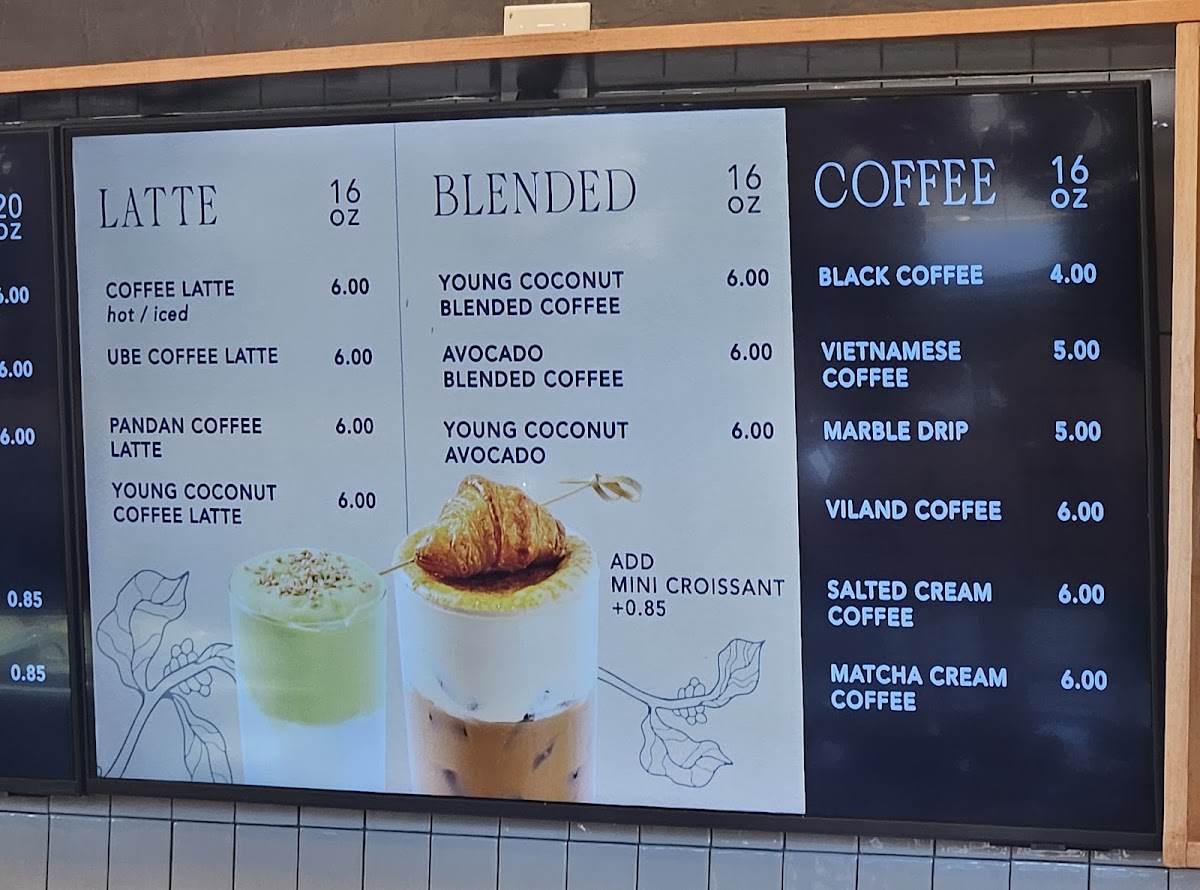 20
OZ
6.00
6.00
6.00
0.85
0.85
LATTE 16 OZ
COFFEE LATTE 6.00
hot / iced
UBE COFFEE LATTE 6.00
PANDAN COFFEE 6.00
LATTE
YOUNG COCONUT 6.00
COFFEE LATTE
BLENDED 16 OZ
YOUNG COCONUT 6.00
BLENDED COFFEE
AVOCADO 6.00
BLENDED COFFEE
YOUNG COCONUT 6.00
AVOCADO
ADD
MINI CROISSANT
+0.85
COFFEE 16 OZ
BLACK COFFEE 4.00
VIETNAMESE 5.00
COFFEE
MARBLE DRIP 5.00
VILAND COFFEE 6.00
SALTED CREAM 6.00
COFFEE
MATCHA CREAM 6.00
COFFEE